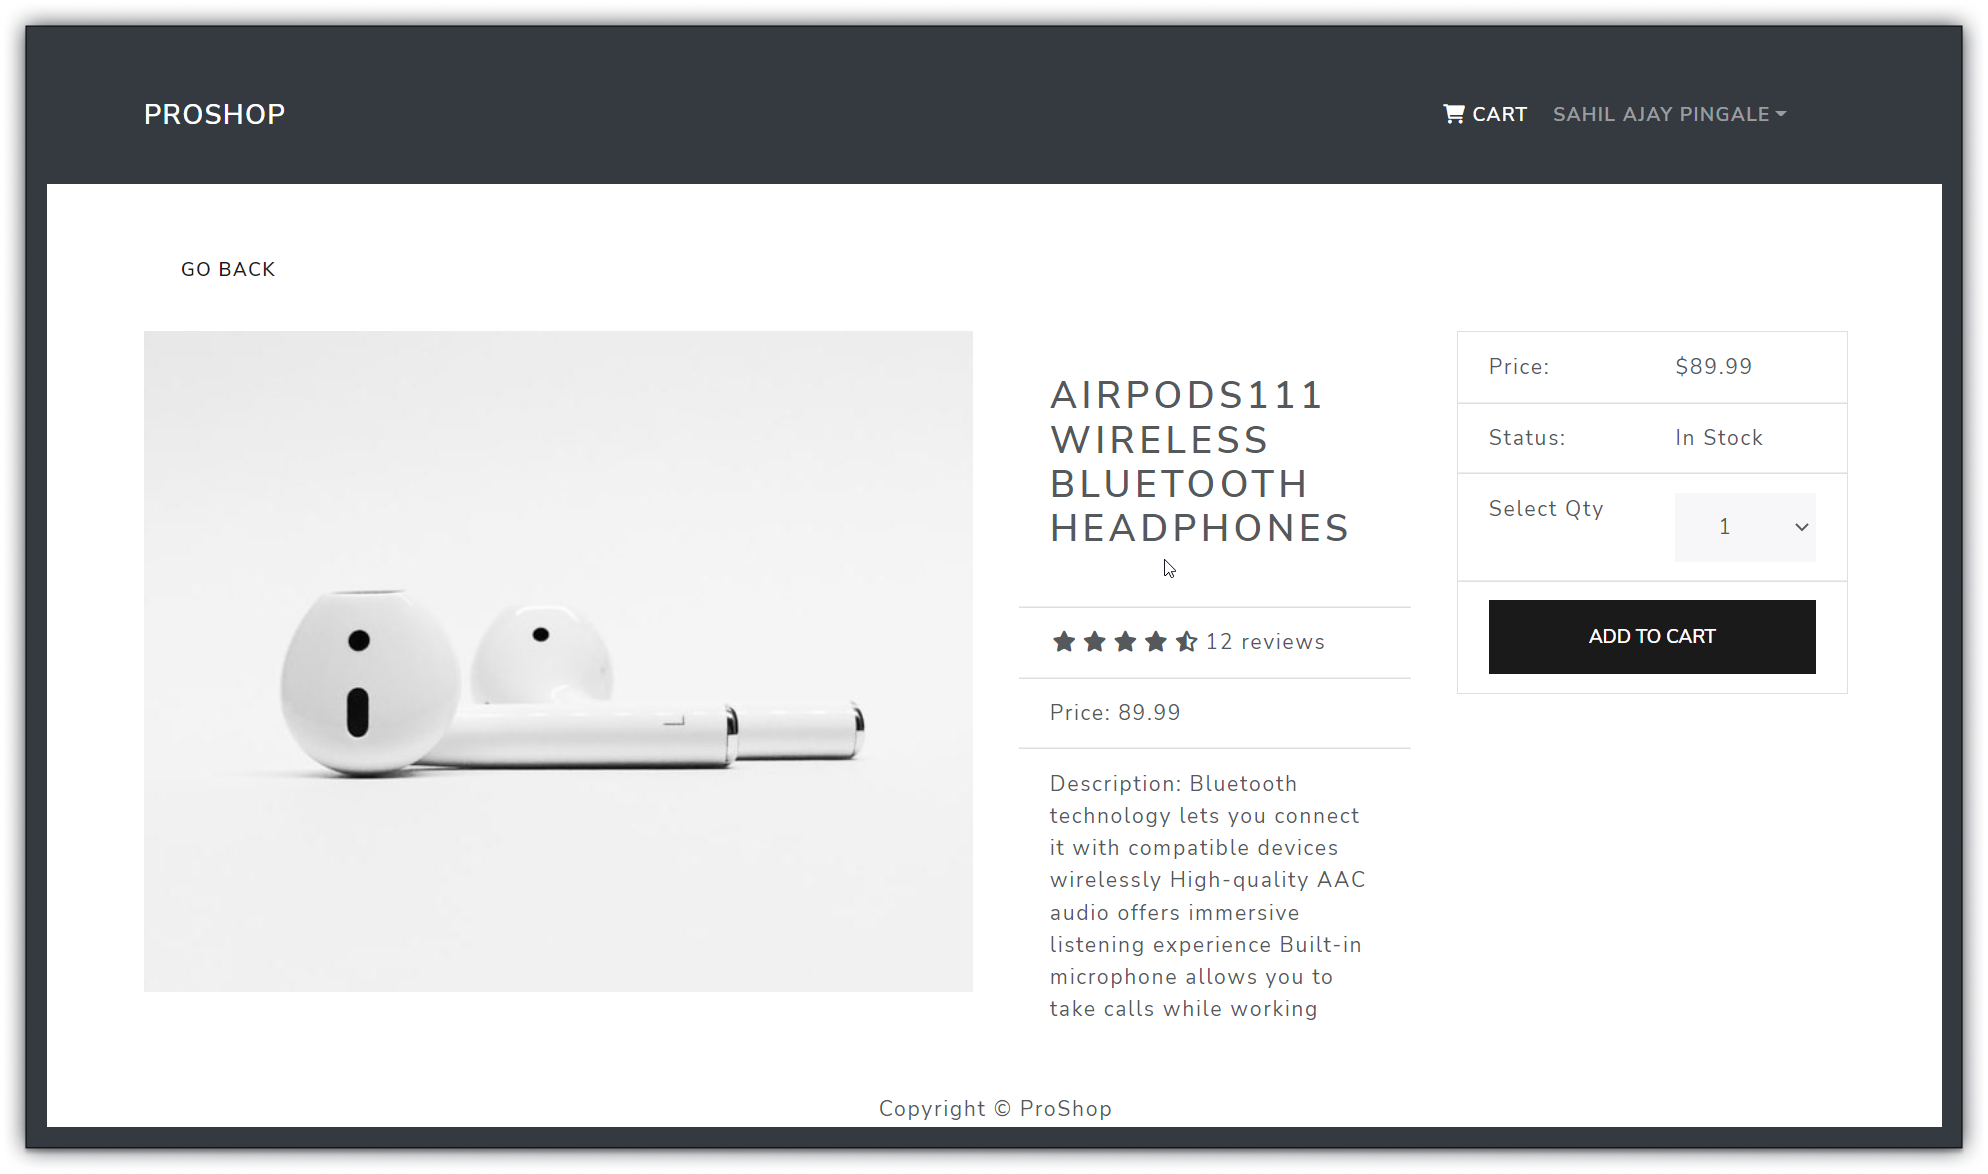 PROSHOP
CART
SAHIL AJAY PINGALE
GO BACK
AIRPODS111
WIRELESS
BLUETOOTH
HEADPHONES
12 reviews
Price: 89.99
Description: Bluetooth
technology lets you connect
it with compatible devices
wirelessly High-quality AAC
audio offers immersive
listening experience Built-in
microphone allows you to
take calls while working
Price: $89.99
Status: In Stock
Select Qty 1
ADD TO CART
Copyright © ProShop